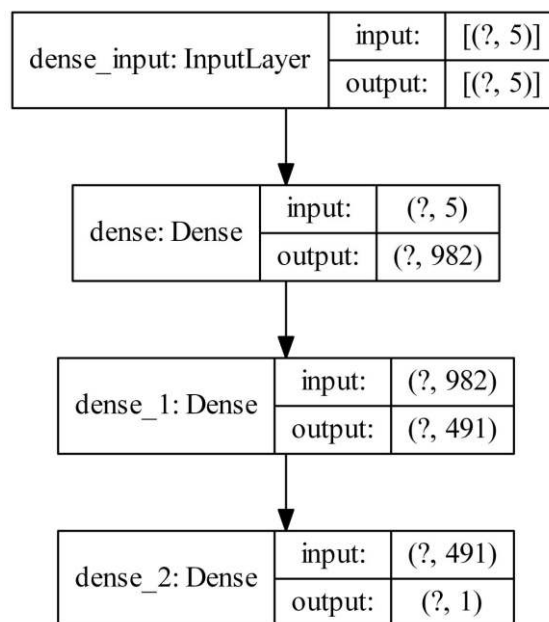 dense_input: InputLayer input: [(?, 5)]
output: [(?, 5)]
dense: Dense input: (?, 5)
output: (?, 982)
dense_1: Dense input: (?, 982)
output: (?, 491)
dense_2: Dense input: (?, 491)
output: (?, 1)